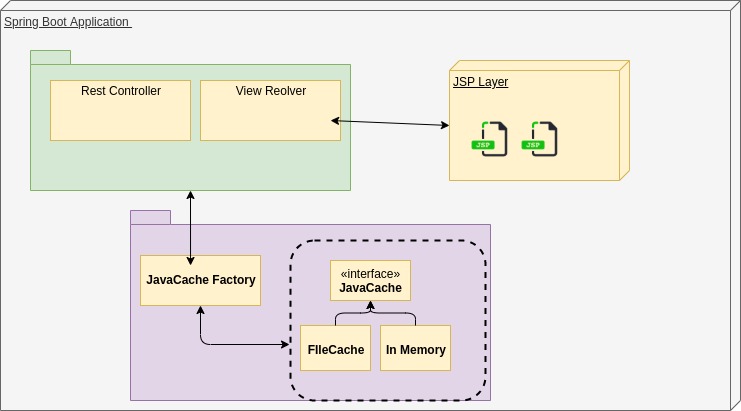 Spring Boot Application
Rest Controller
View Reolver
JSP Layer
JSP
JSP
JavaCache Factory
«interface»
JavaCache
FIleCache
In Memory